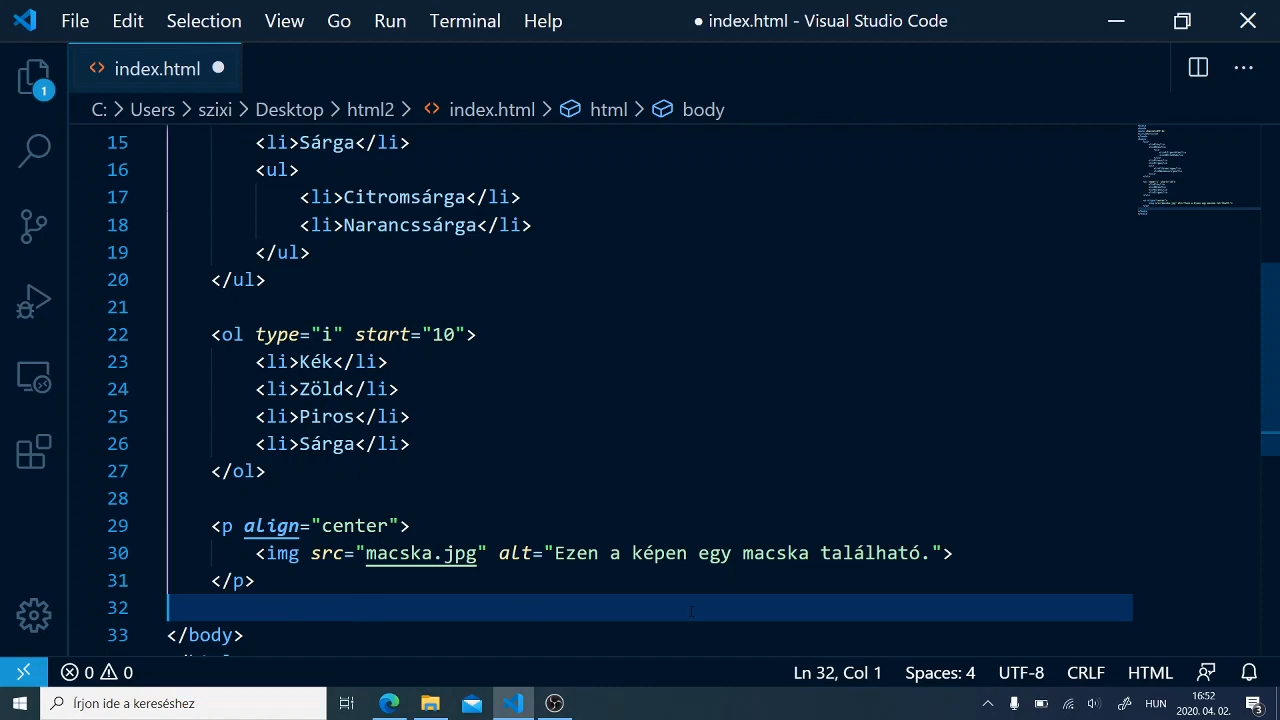 File Edit Selection View Go Run Terminal Help ● index.html - Visual Studio Code
index.html
C: > Users > szixi > Desktop > html2 > index.html > html > body
1
15 <li>Sárga</li>
16 <ul>
17 <li>Citromsárga</li>
18 <li>Narancssárga</li>
19 </ul>
20 </ul>
21
22 <ol type="i" start="10">
23 <li>Kék</li>
24 <li>Zöld</li>
25 <li>Piros</li>
26 <li>Sárga</li>
27 </ol>
28
29 <p align="center">
30 <img src="macska.jpg" alt="Ezen a képen egy macska található.">
31 </p>
32
33 </body>
0 0 Ln 32, Col 1 Spaces: 4 UTF-8 CRLF HTML
Írjon ide a kereséshez HUN 16:52
2020. 04. 02. 3